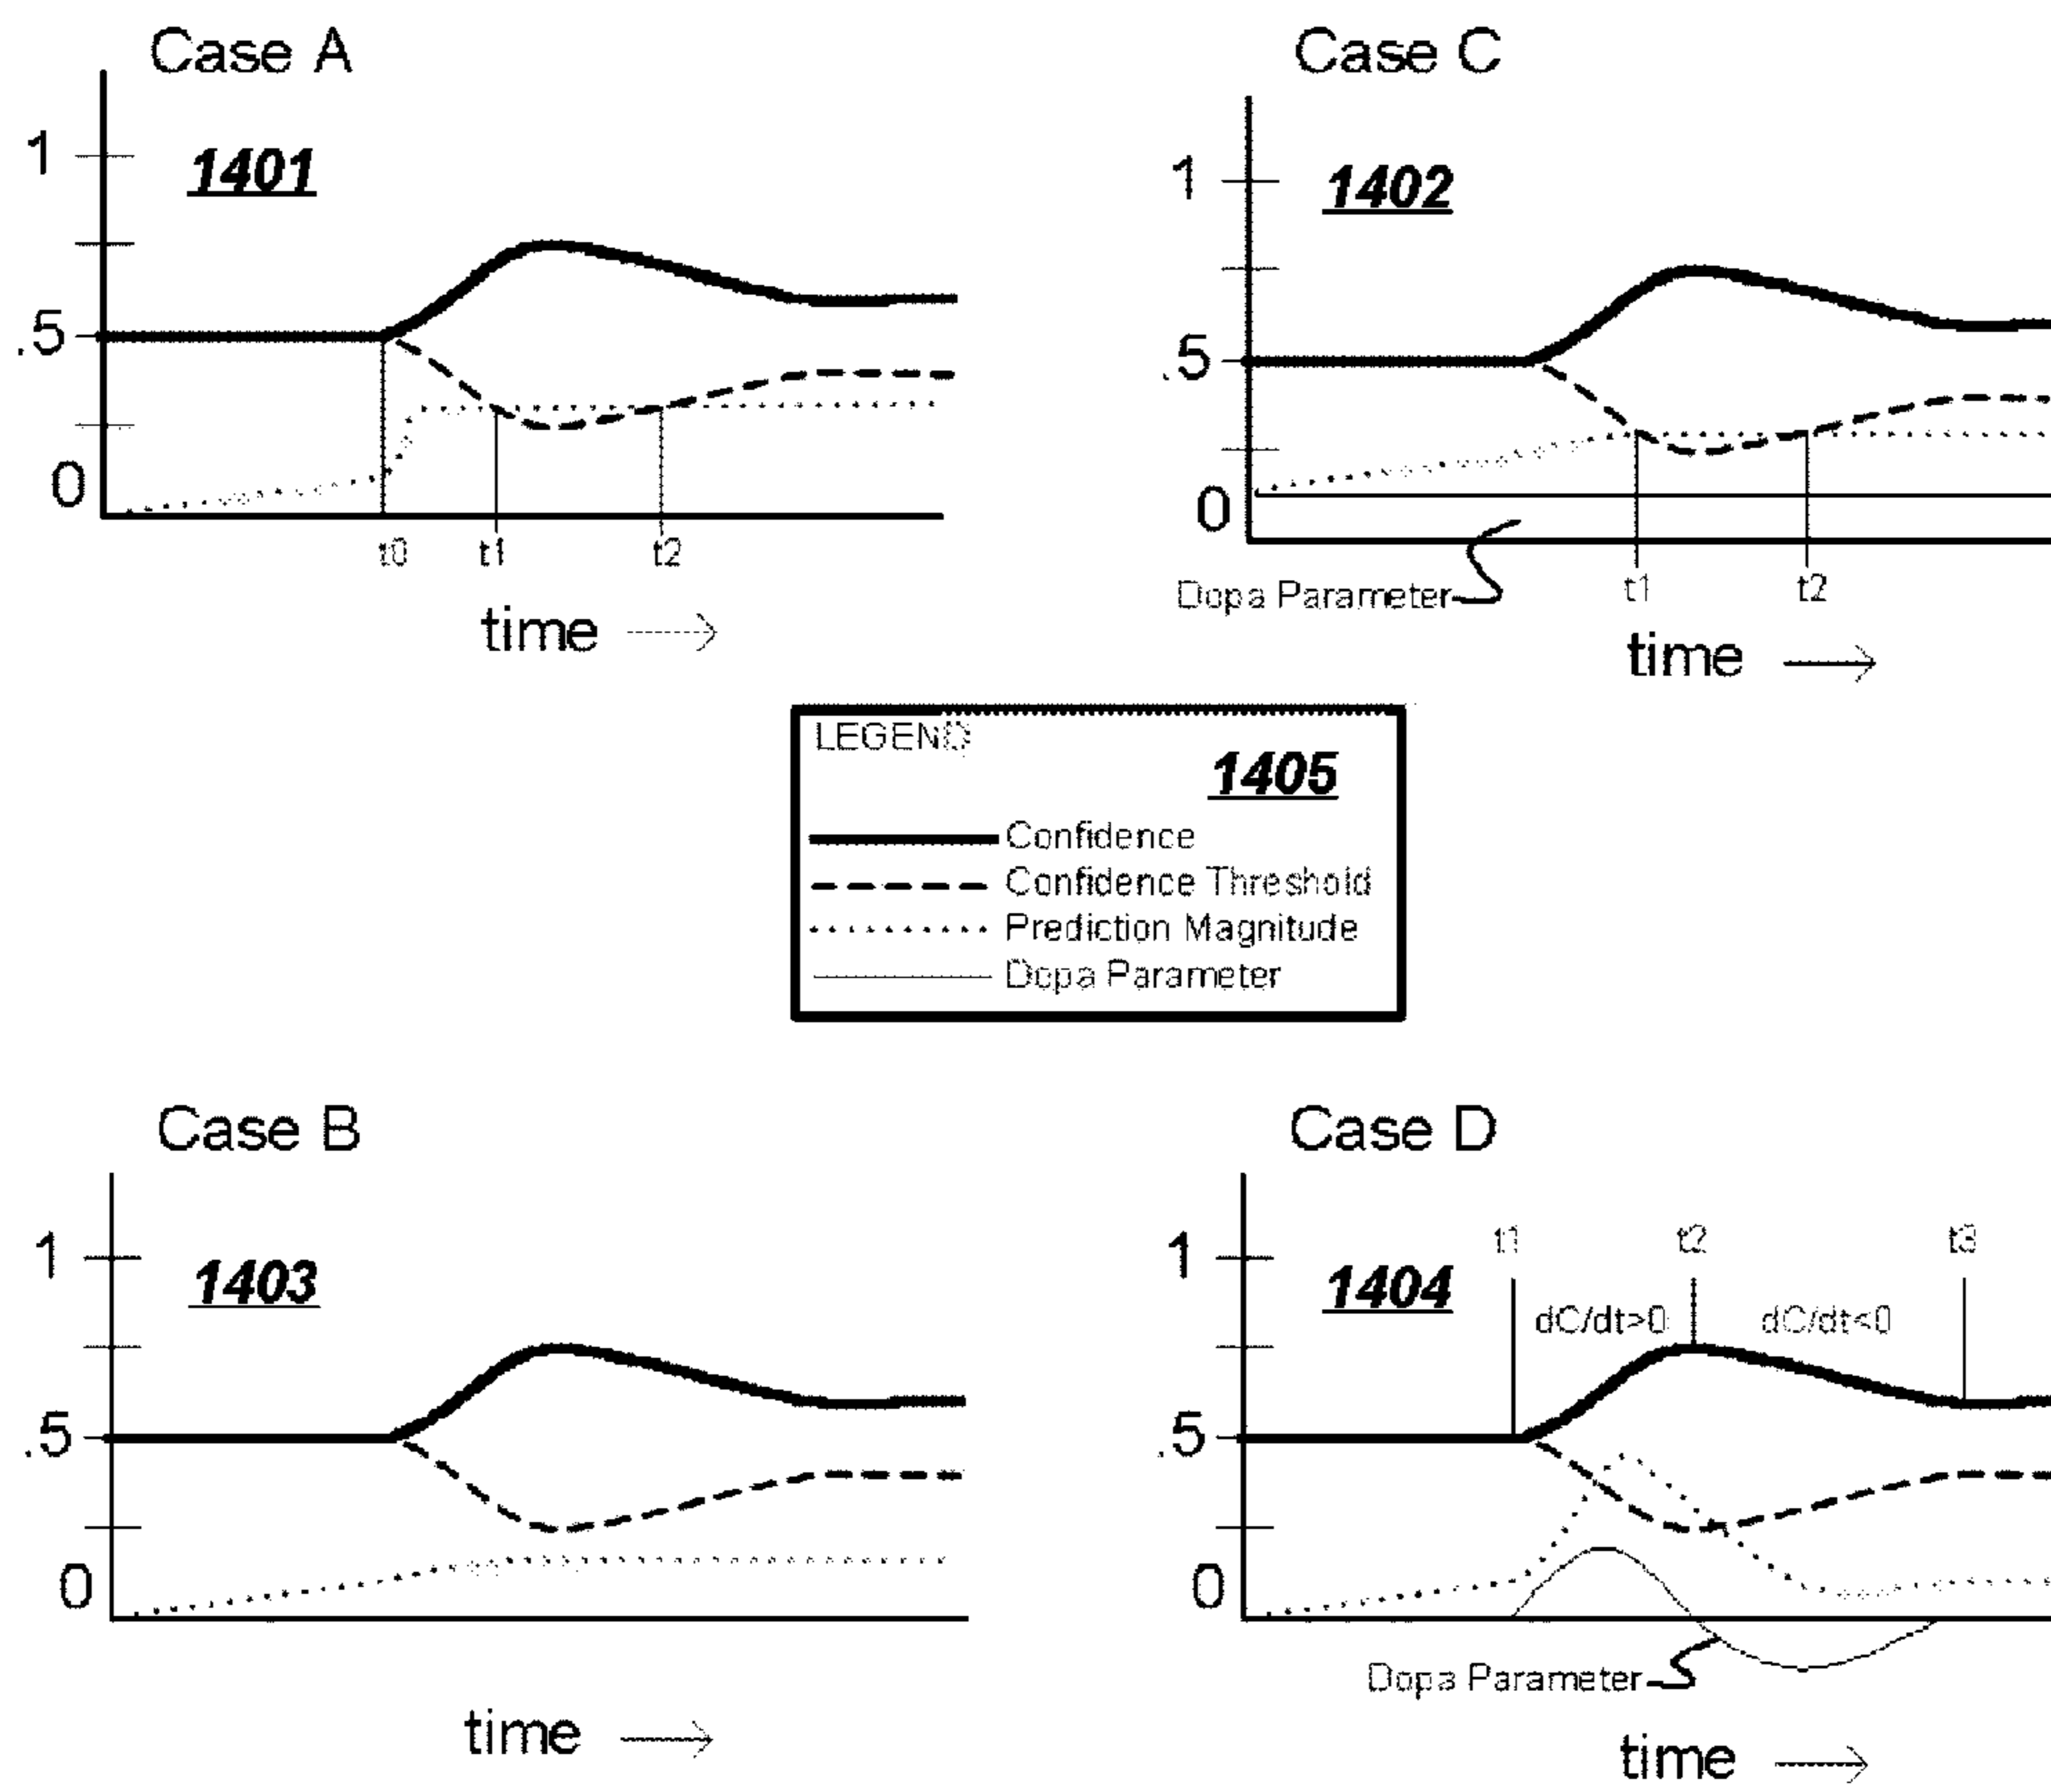 Case A
1
1401
.5
0
t0
t1
t2
time
Case C
1
1402
.5
0
Dopa Parameter
t1
t2
time
LEGEND
1405
Confidence
Confidence Threshold
Prediction Magnitude
Dopa Parameter
Case B
1
1403
.5
0
time
Case D
t1
t2
t3
1
1404
dC/dt>0
dC/dt<0
.5
0
Dopa Parameter
time